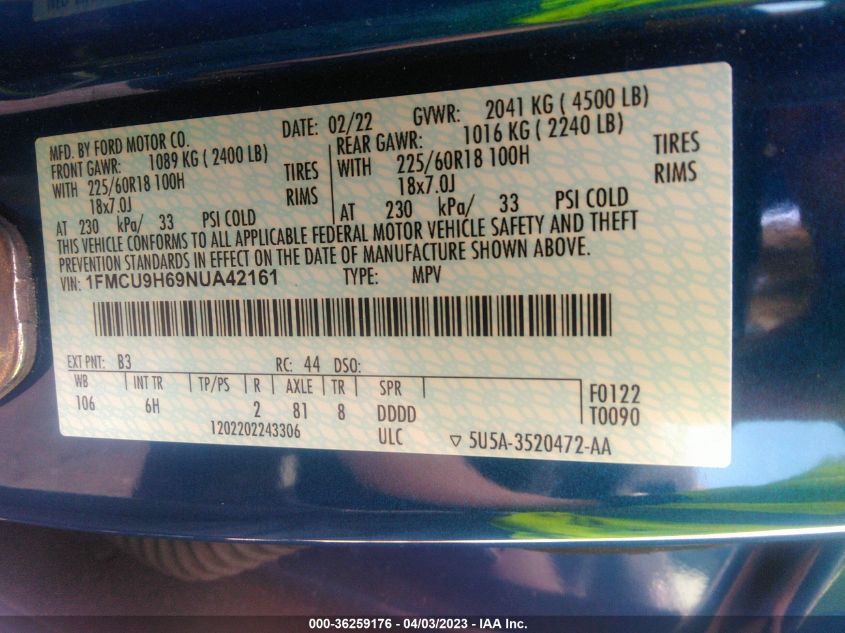 MFD. BY FORD MOTOR CO. DATE: 02/22 GVWR: 2041 KG ( 4500 LB)
FRONT GAWR: 1089 KG ( 2400 LB) REAR GAWR: 1016 KG ( 2240 LB)
WITH 225/60R18 100H TIRES WITH 225/60R18 100H TIRES
18x7.0J RIMS 18x7.0J RIMS
AT 230 kPa/ 33 PSI COLD AT 230 kPa/ 33 PSI COLD
THIS VEHICLE CONFORMS TO ALL APPLICABLE FEDERAL MOTOR VEHICLE SAFETY AND THEFT
PREVENTION STANDARDS IN EFFECT ON THE DATE OF MANUFACTURE SHOWN ABOVE.
VIN: 1FMCU9H69NUA42161 TYPE: MPV
EXT PNT: B3 RC: 44 DSO:
WB INT TR TP/PS R AXLE TR SPR F0122
106 6H 2 81 8 DDDD T0090
1202202243306 ULC ▽ 5U5A-3520472-AA
000-36259176 - 04/03/2023 - IAA Inc.